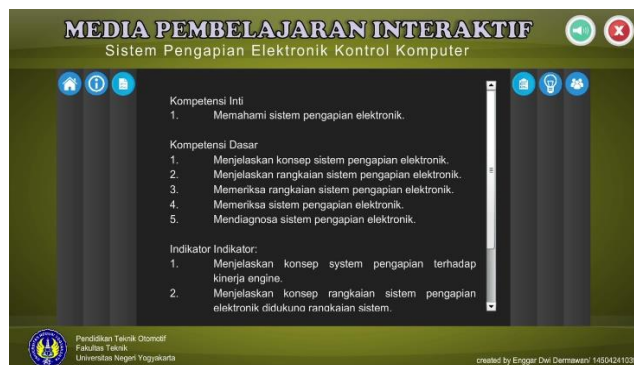 MEDIA PEMBELAJARAN INTERAKTIF
Sistem Pengapian Elektronik Kontrol Komputer
Kompetensi Inti
1. Memahami sistem pengapian elektronik.
Kompetensi Dasar
1. Menjelaskan konsep sistem pengapian elektronik.
2. Menjelaskan rangkaian sistem pengapian elektronik.
3. Memeriksa rangkaian sistem pengapian elektronik.
4. Memeriksa sistem pengapian elektronik.
5. Mendiagnosa sistem pengapian elektronik.
Indikator Indikator:
1. Menjelaskan konsep system pengapian terhadap
kinerja engine.
2. Menjelaskan konsep rangkaian sistem pengapian
elektronik didukung rangkaian sistem.
Pendidikan Teknik Otomotif
Fakultas Teknik
Universitas Negeri Yogyakarta
created by Enggar Dwi Dermawan/ 1450424103